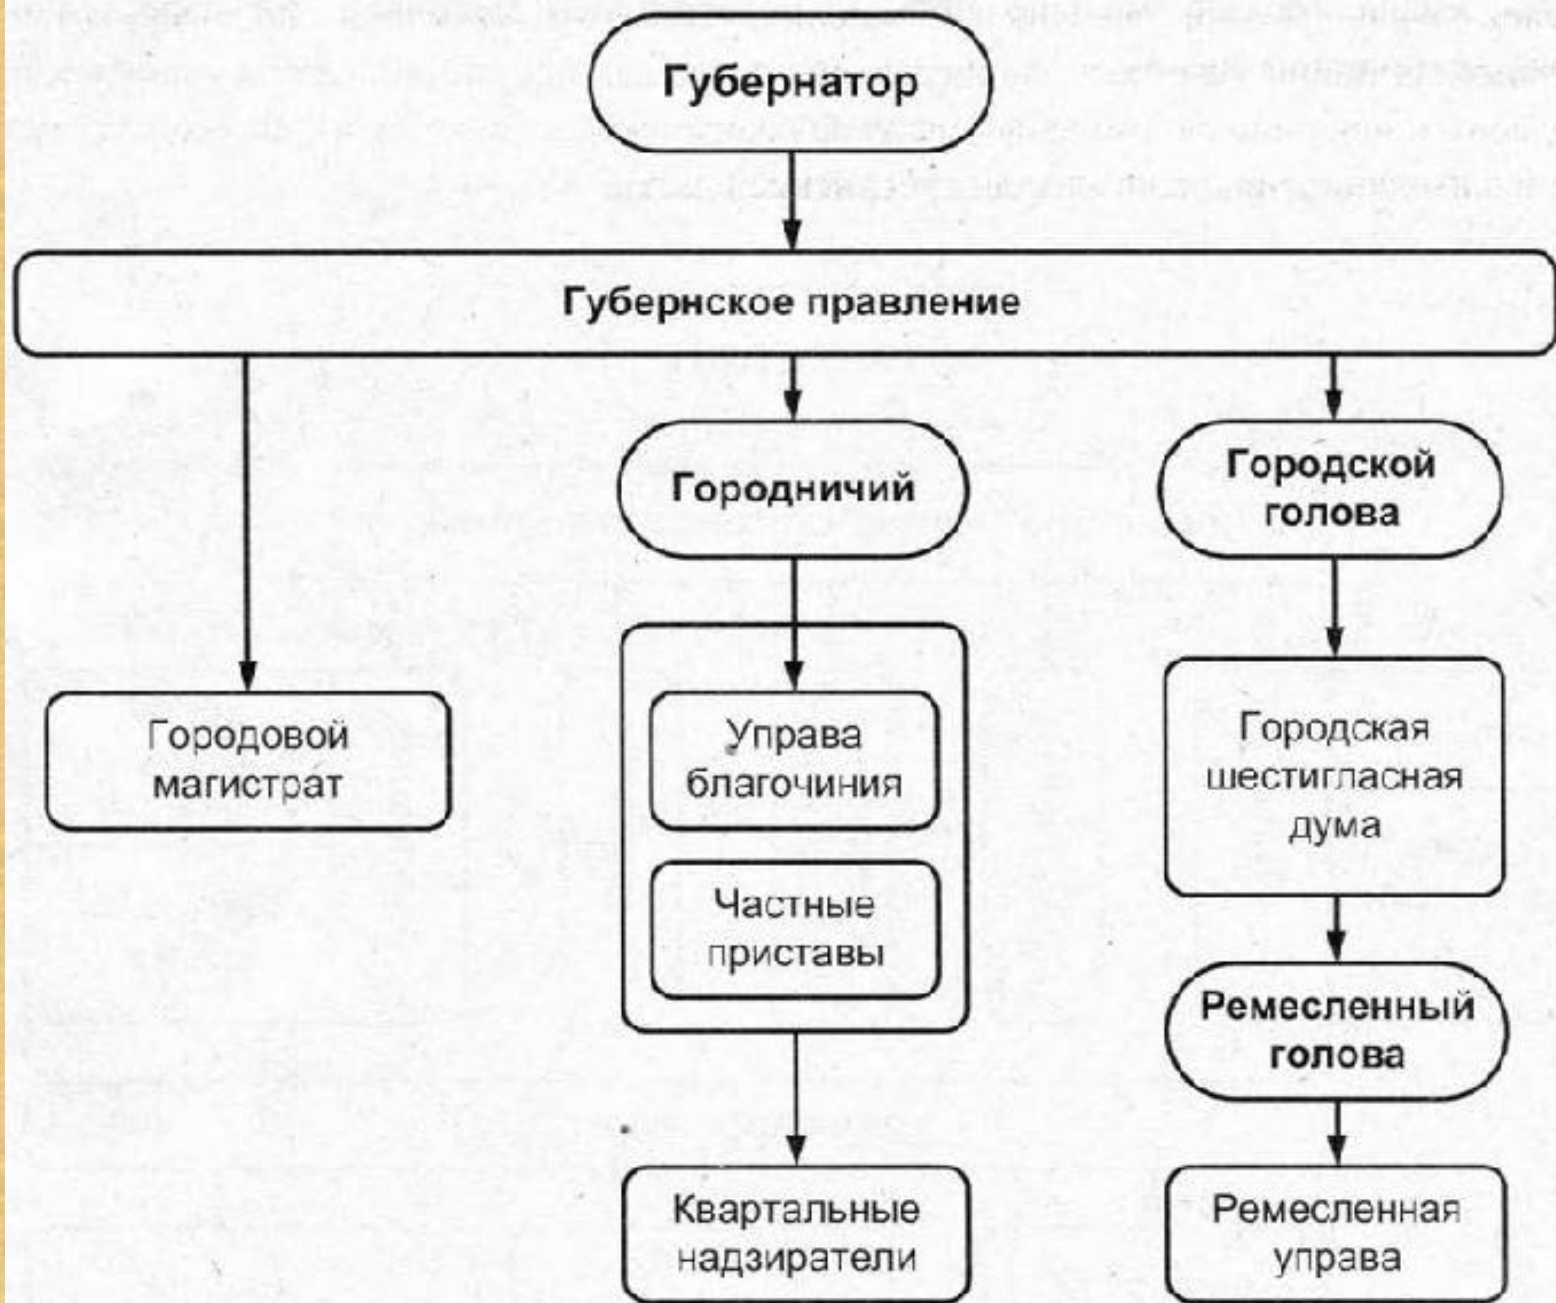 Губернатор
Губернское правление
Городничий
Городской
голова
Городовой
магистрат
Управа
благочиния
Частные
приставы
Городская
шестигласная
дума
Ремесленный
голова
Квартальные
надзиратели
Ремесленная
управа